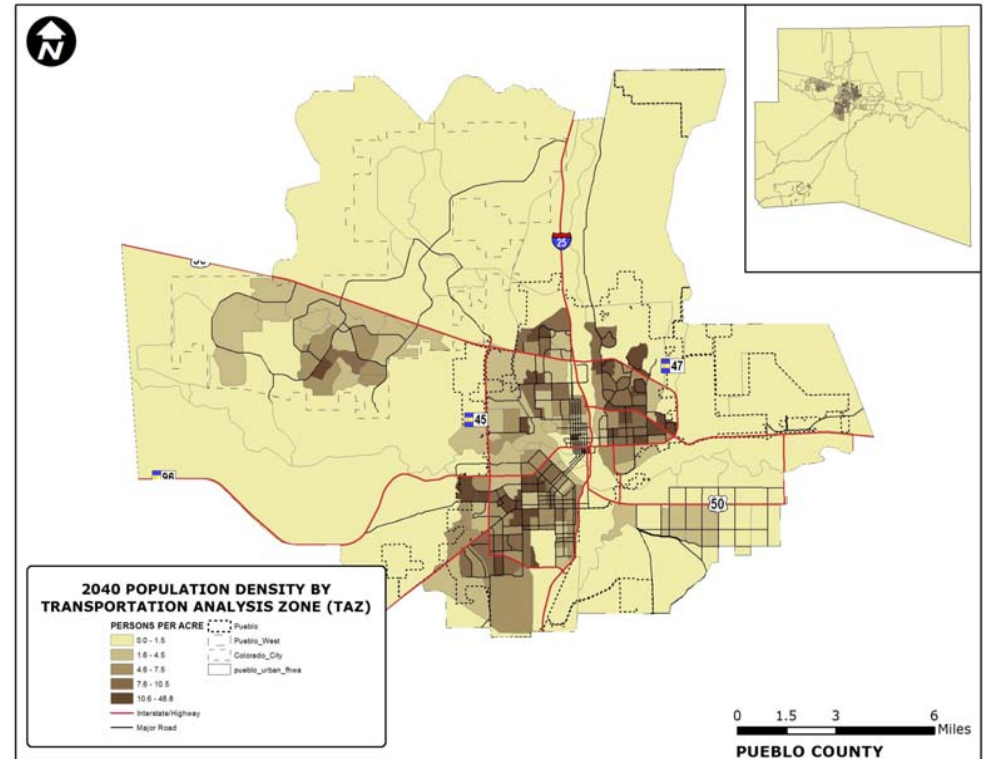 N
25
47
45
96
50
2040 POPULATION DENSITY BY
TRANSPORTATION ANALYSIS ZONE (TAZ)
PERSONS PER ACRE
0.0 - 1.5
1.6 - 4.5
4.6 - 7.5
7.6 - 10.5
10.6 - 46.8
Interstate/Highway
Major Road
Pueblo
Pueblo_West
Colorado_City
pueblo_urban_fhwa
0 1.5 3 6
Miles
PUEBLO COUNTY